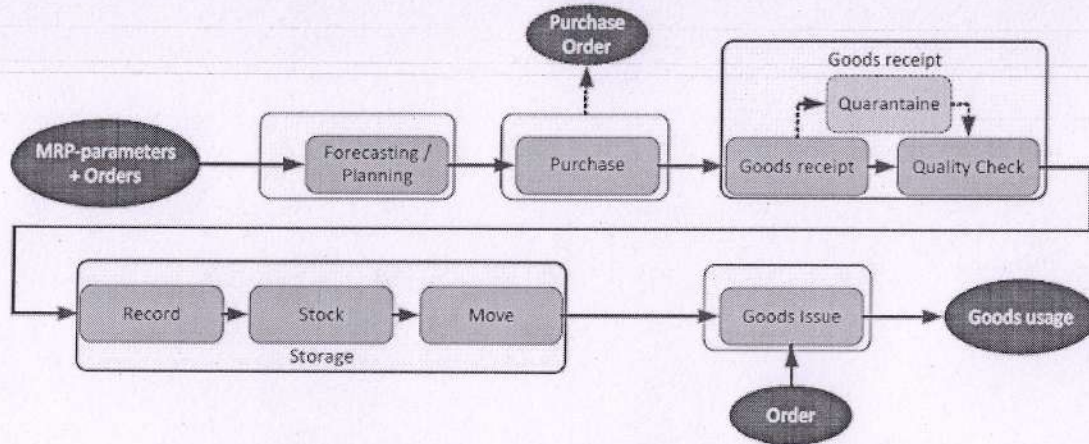 Purchase
Order
Goods receipt
Quarantaine
MRP-parameters
+ Orders
Forecasting /
Planning
Purchase
Goods receipt
Quality Check
Record
Stock
Move
Storage
Goods Issue
Goods usage
Order